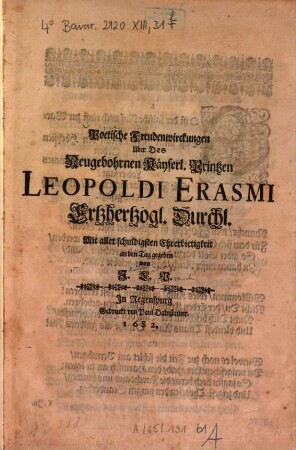 4° Bavar. 2120 XIII, 31
Poetische Freudenwirckungen
Uber Des
Neugebohrnen Käyserl. Printzen
LEOPOLDI ERASMI
Ertzhertzogl. Durchl.
Mit aller schuldigsten Ehrerbietigkeit
an den Tag gegeben
von
In Regenspurg
Gedruckt von Paul Dalnsteiner.
1682.